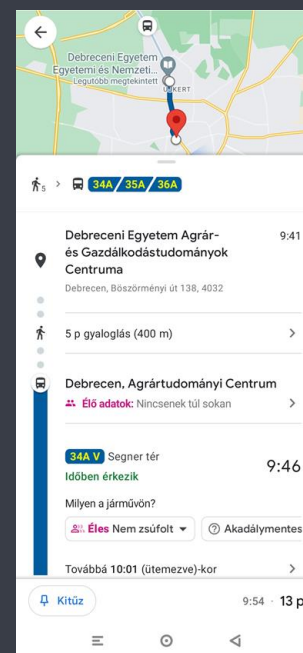 Debreceni Egyetem
Egyetemi és Nemzeti...
Legutóbb megtekintett
ÚJKERT
5
34A / 35A / 36A
Debreceni Egyetem Agrár-
és Gazdálkodástudományok
Centruma
9:41
Debrecen, Böszörményi út 138, 4032
5 p gyaloglás (400 m)
Debrecen, Agrártudományi Centrum
Élő adatok: Nincsenek túl sokan
34A V Segner tér
9:46
Időben érkezik
Milyen a járművön?
Éles Nem zsúfolt
Akadálymentes
Továbbá 10:01 (ütemezve)-kor
Kitűz
9:54 · 13 p